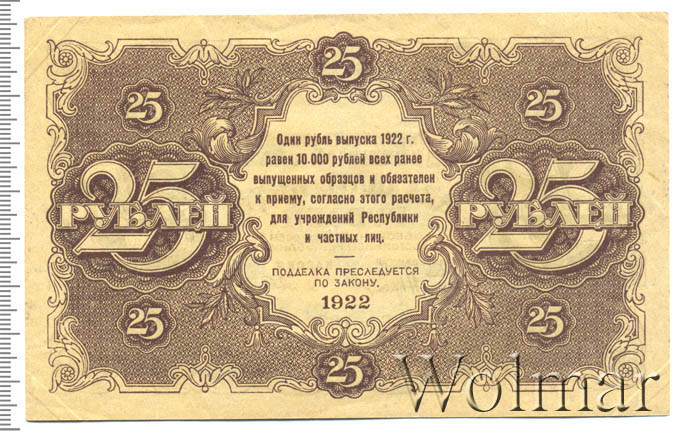 25
25
25
Один рубль выпуска 1922 г.
равен 10.000 рублей всех ранее
выпущенных образцов и обязателен
к приему, согласно этого расчета,
для учреждений Республики
и частных лиц.
25
РУБЛЕЙ
25
РУБЛЕЙ
ПОДДЕЛКА ПРЕСЛЕДУЕТСЯ
ПО ЗАКОНУ.
1922
25
25
25
Wolmar